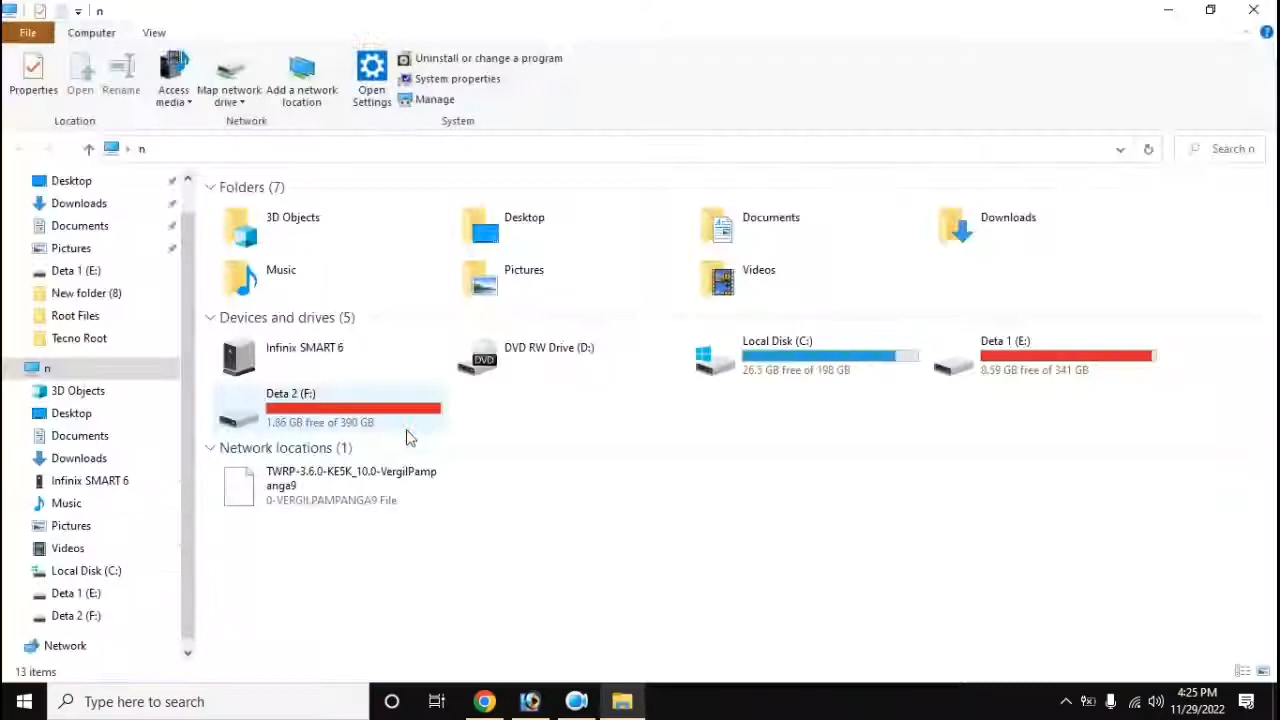 n
File Computer View
Properties Open Rename Access media Map network drive Add a network location Open Settings Uninstall or change a program
System properties
Manage
Location Network System
n Search n
Desktop
Downloads
Documents
Pictures
Deta 1 (E:)
New folder (8)
Root Files
Tecno Root
n
3D Objects
Desktop
Documents
Downloads
Infinix SMART 6
Music
Pictures
Videos
Local Disk (C:)
Deta 1 (E:)
Deta 2 (F:)
Network
Folders (7)
3D Objects Desktop Documents Downloads
Music Pictures Videos
Devices and drives (5)
Infinix SMART 6
DVD RW Drive (D:)
DVD
Local Disk (C:)
26.5 GB free of 198 GB
Deta 1 (E:)
8.59 GB free of 341 GB
Deta 2 (F:)
1.86 GB free of 390 GB
Network locations (1)
TWRP-3.6.0-KE5K_10.0-VergilPamp
anga9
0-VERGILPAMPANGA9 File
13 items
Type here to search
4:25 PM
11/29/2022